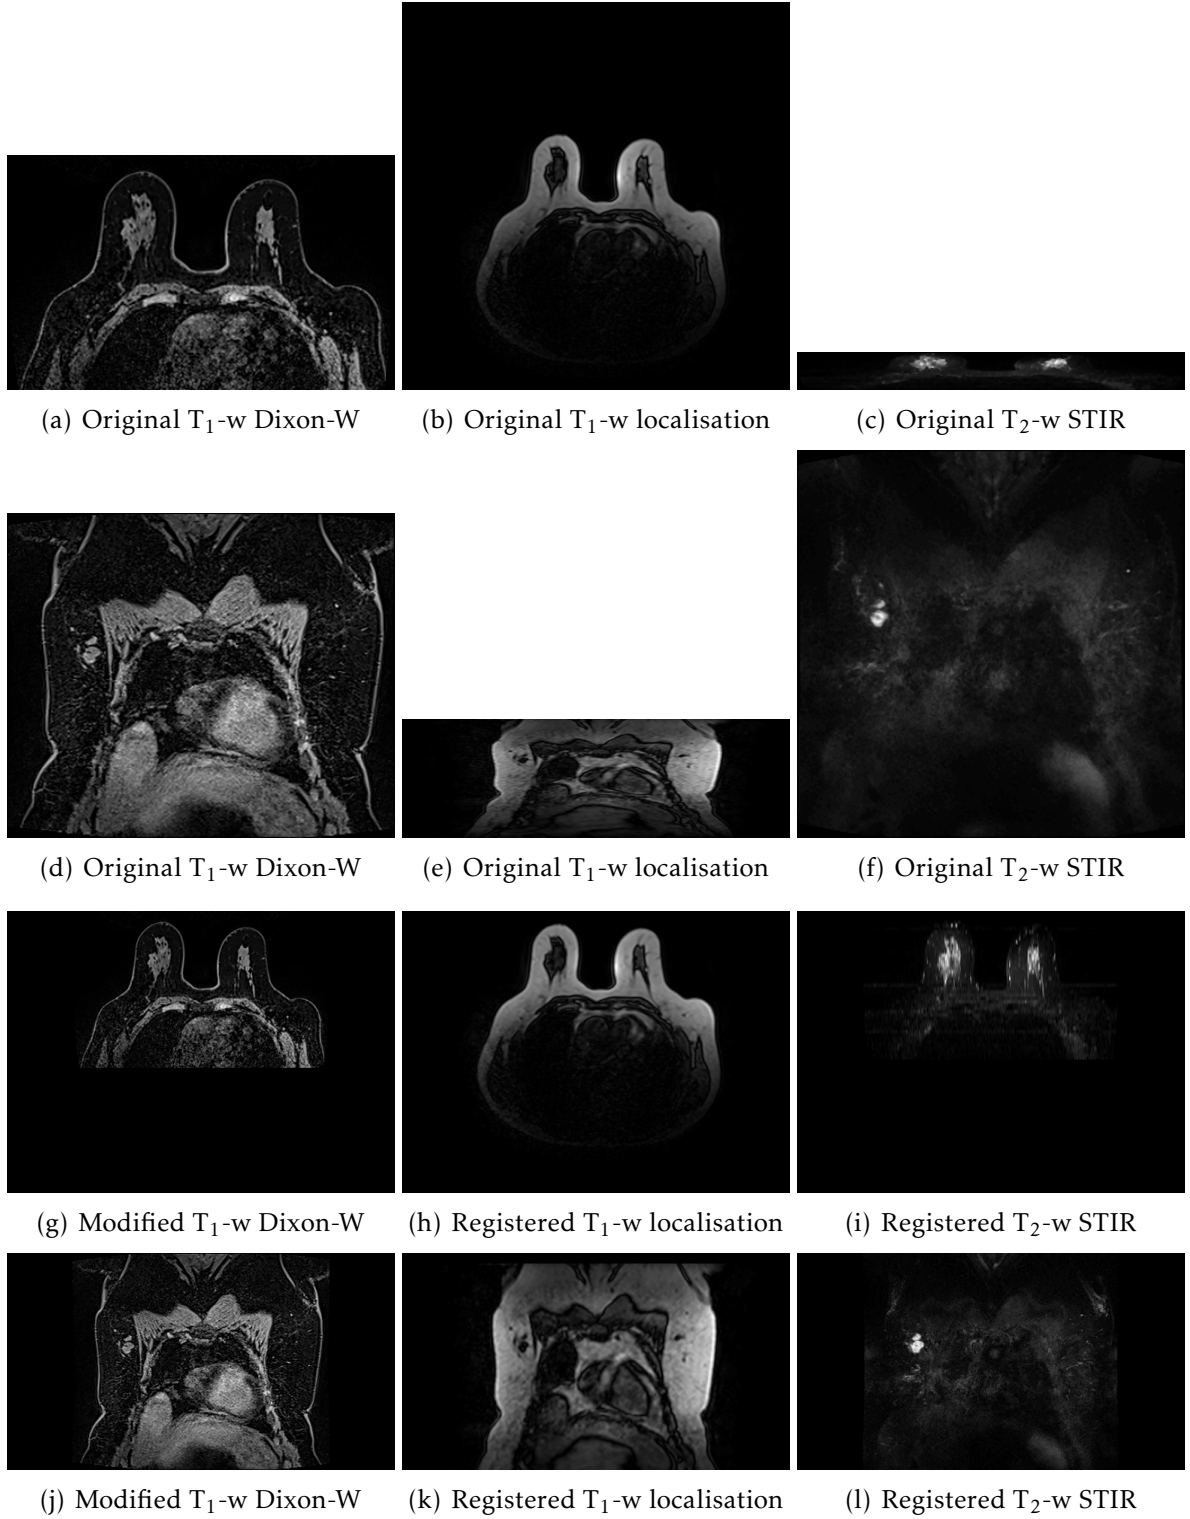 (a) Original T₁-w Dixon-W
(b) Original T₁-w localisation
(c) Original T₂-w STIR
(d) Original T₁-w Dixon-W
(e) Original T₁-w localisation
(f) Original T₂-w STIR
(g) Modified T₁-w Dixon-W
(h) Registered T₁-w localisation
(i) Registered T₂-w STIR
(j) Modified T₁-w Dixon-W
(k) Registered T₁-w localisation
(l) Registered T₂-w STIR